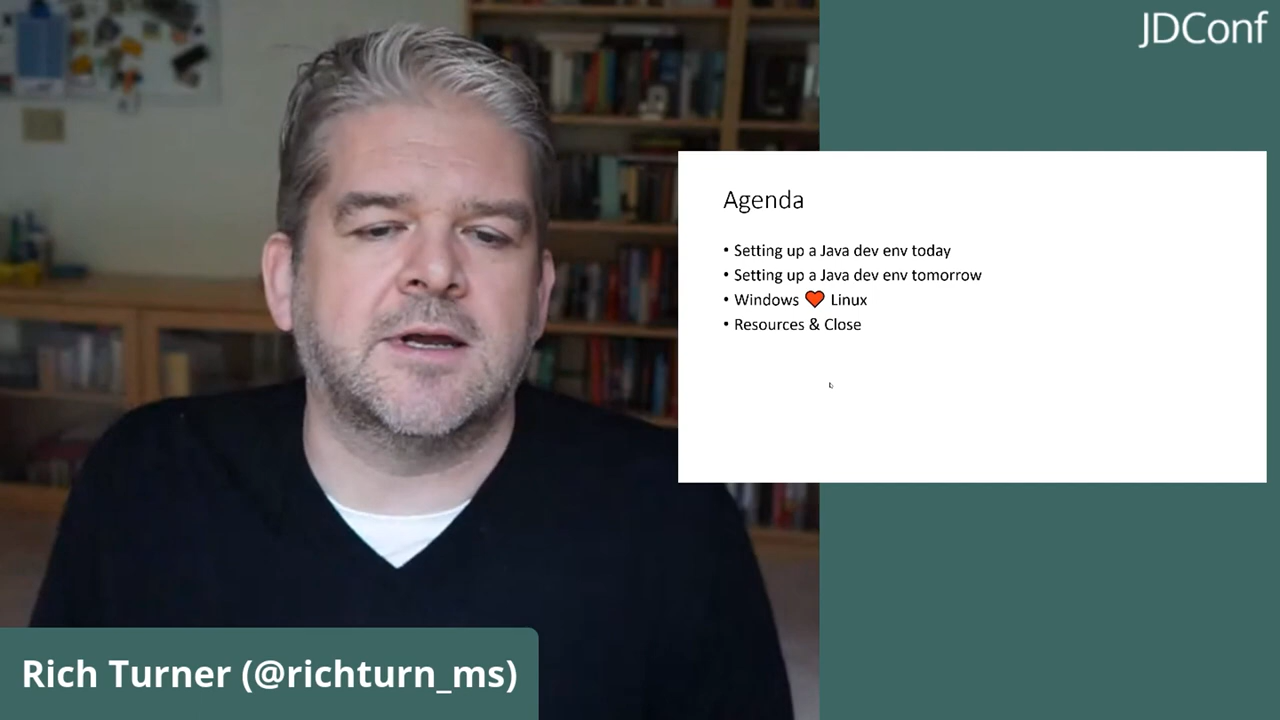 JDConf
Agenda
• Setting up a Java dev env today
• Setting up a Java dev env tomorrow
• Windows ❤ Linux
• Resources & Close
Rich Turner (@richturn_ms)